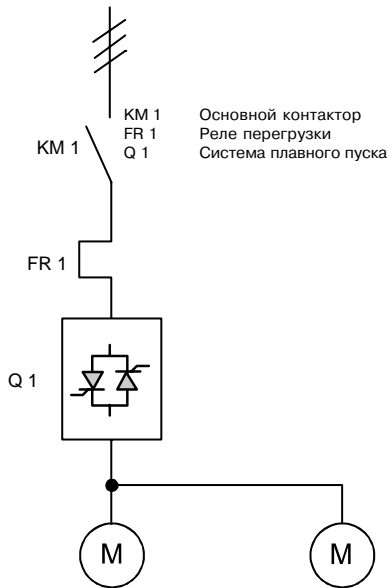 KM 1 Основной контактор
FR 1 Реле перегрузки
Q 1 Система плавного пуска
KM 1
FR 1
Q 1
M M